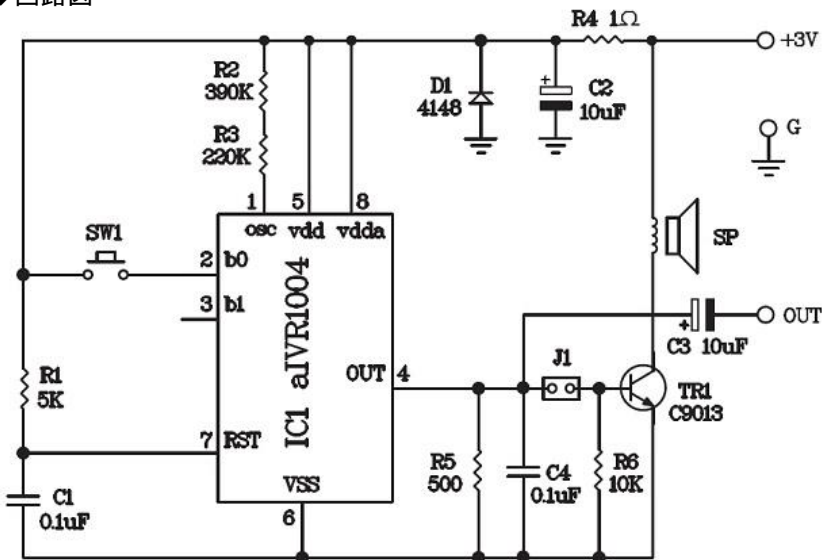 回路図
R4 1Ω
+3V
R2
390K
D1
4148
C2
10uF
G
R3
220K
1 5 8
osc vdd vdda
SW1
2 b0
SP
3 b1
IC1 aIVR1004
OUT
C3 10uF
J1
R1
5K
OUT 4
TR1
C9013
7 RST
R5
500
C4
0.1uF
R6
10K
VSS
C1
0.1uF
6